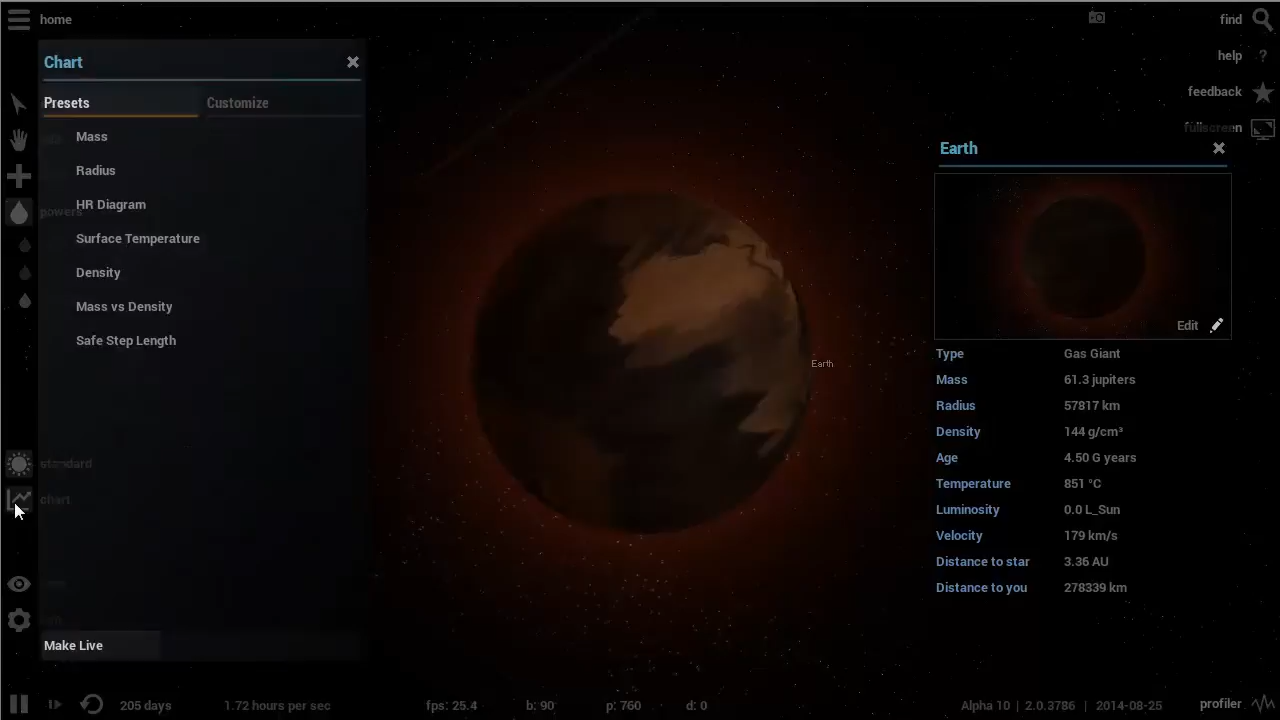 home
find
help ?
feedback
fullscreen
Chart
Presets Customize
Mass
Radius
HR Diagram
Surface Temperature
Density
Mass vs Density
Safe Step Length
powers
standard
chart
Make Live
Earth
Earth
Edit
Type Gas Giant
Mass 61.3 jupiters
Radius 57817 km
Density 144 g/cm³
Age 4.50 G years
Temperature 851 °C
Luminosity 0.0 L_Sun
Velocity 179 km/s
Distance to star 3.36 AU
Distance to you 278339 km
205 days 1.72 hours per sec fps: 25.4 b: 90 p: 760 d: 0 Alpha 10 | 2.0.3786 | 2014-08-25 profiler